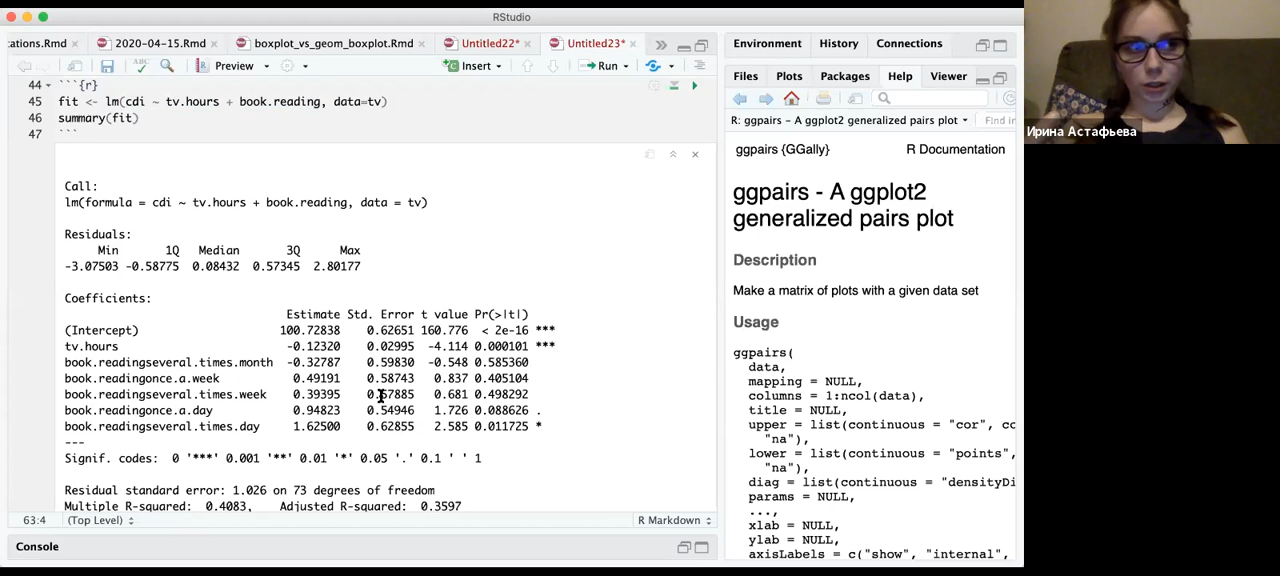 RStudio
tations.Rmd
2020-04-15.Rmd
boxplot_vs_geom_boxplot.Rmd
Untitled22*
Untitled23*
ABC
Preview
Insert
Run
44 ```{r}
45 fit <- lm(cdi ~ tv.hours + book.reading, data=tv)
46 summary(fit)
47 ```
Call:
lm(formula = cdi ~ tv.hours + book.reading, data = tv)
Residuals:
Min 1Q Median 3Q Max
-3.07503 -0.58775 0.08432 0.57345 2.80177
Coefficients:
Estimate Std. Error t value Pr(>|t|)
(Intercept) 100.72838 0.62651 160.776 < 2e-16 ***
tv.hours -0.12320 0.02995 -4.114 0.000101 ***
book.readingseveral.times.month -0.32787 0.59830 -0.548 0.585360
book.readingonce.a.week 0.49191 0.58743 0.837 0.405104
book.readingseveral.times.week 0.39395 0.57885 0.681 0.498292
book.readingonce.a.day 0.94823 0.54946 1.726 0.088626 .
book.readingseveral.times.day 1.62500 0.62855 2.585 0.011725 *
---
Signif. codes: 0 '***' 0.001 '**' 0.01 '*' 0.05 '.' 0.1 ' ' 1
Residual standard error: 1.026 on 73 degrees of freedom
Multiple R-squared: 0.4083, Adjusted R-squared: 0.3597
63:4 (Top Level) R Markdown
Console
Environment History Connections
Files Plots Packages Help Viewer
R: ggpairs - A ggplot2 generalized pairs plot Find in
ggpairs {GGally} R Documentation
ggpairs - A ggplot2
generalized pairs plot
Description
Make a matrix of plots with a given data set
Usage
ggpairs(
data,
mapping = NULL,
columns = 1:ncol(data),
title = NULL,
upper = list(continuous = "cor", co
"na"),
lower = list(continuous = "points",
"na"),
diag = list(continuous = "densityDi
params = NULL,
...,
xlab = NULL,
ylab = NULL,
axisLabels = c("show", "internal",
Ирина Астафьева